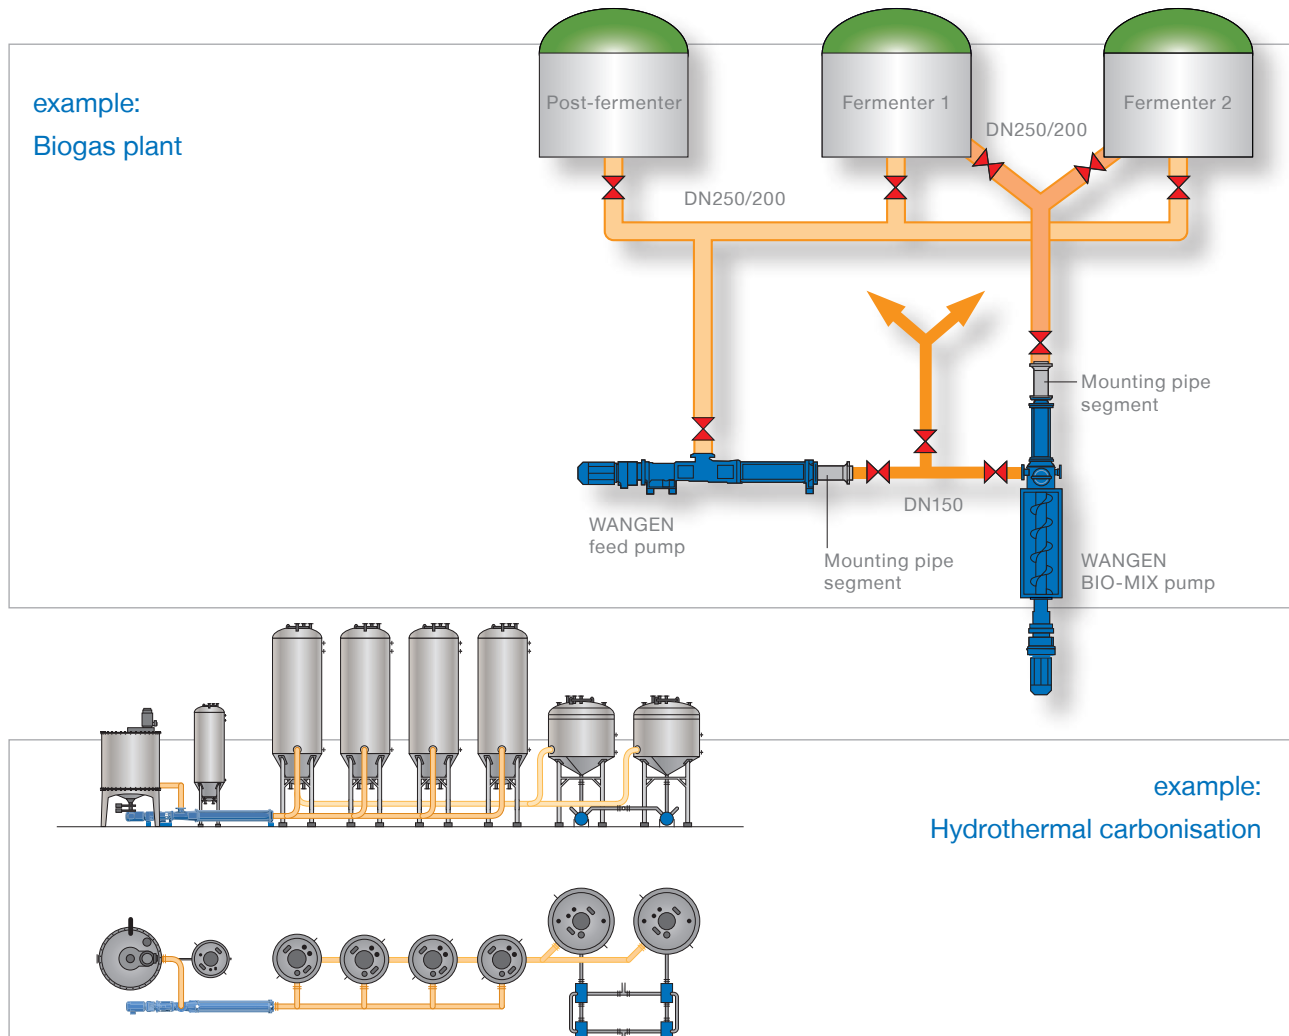 example:
Biogas plant
Post-fermenter
Fermenter 1
Fermenter 2
DN250/200
DN250/200
Mounting pipe
segment
DN150
WANGEN
feed pump
Mounting pipe
segment
WANGEN
BIO-MIX pump
example:
Hydrothermal carbonisation